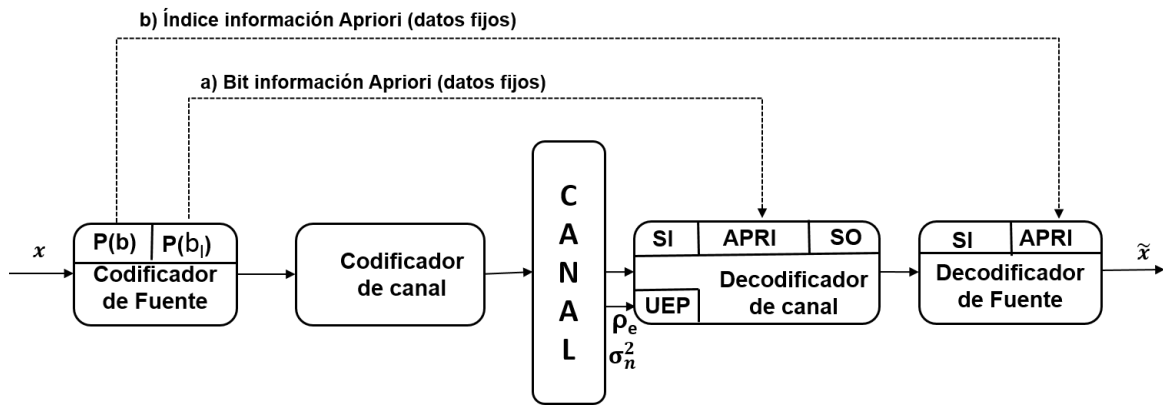 b) Índice información Apriori (datos fijos)
a) Bit información Apriori (datos fijos)
x
P(b)
P(bl)
Codificador
de Fuente
Codificador
de canal
C
A
N
A
L
ρe
σn2
SI
APRI
SO
UEP
Decodificador
de canal
SI
APRI
Decodificador
de Fuente
x̃